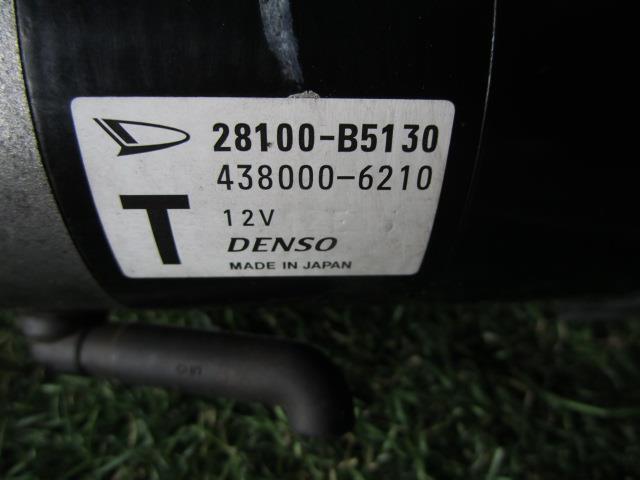 28100-B5130
438000-6210
T
12V
DENSO
MADE IN JAPAN